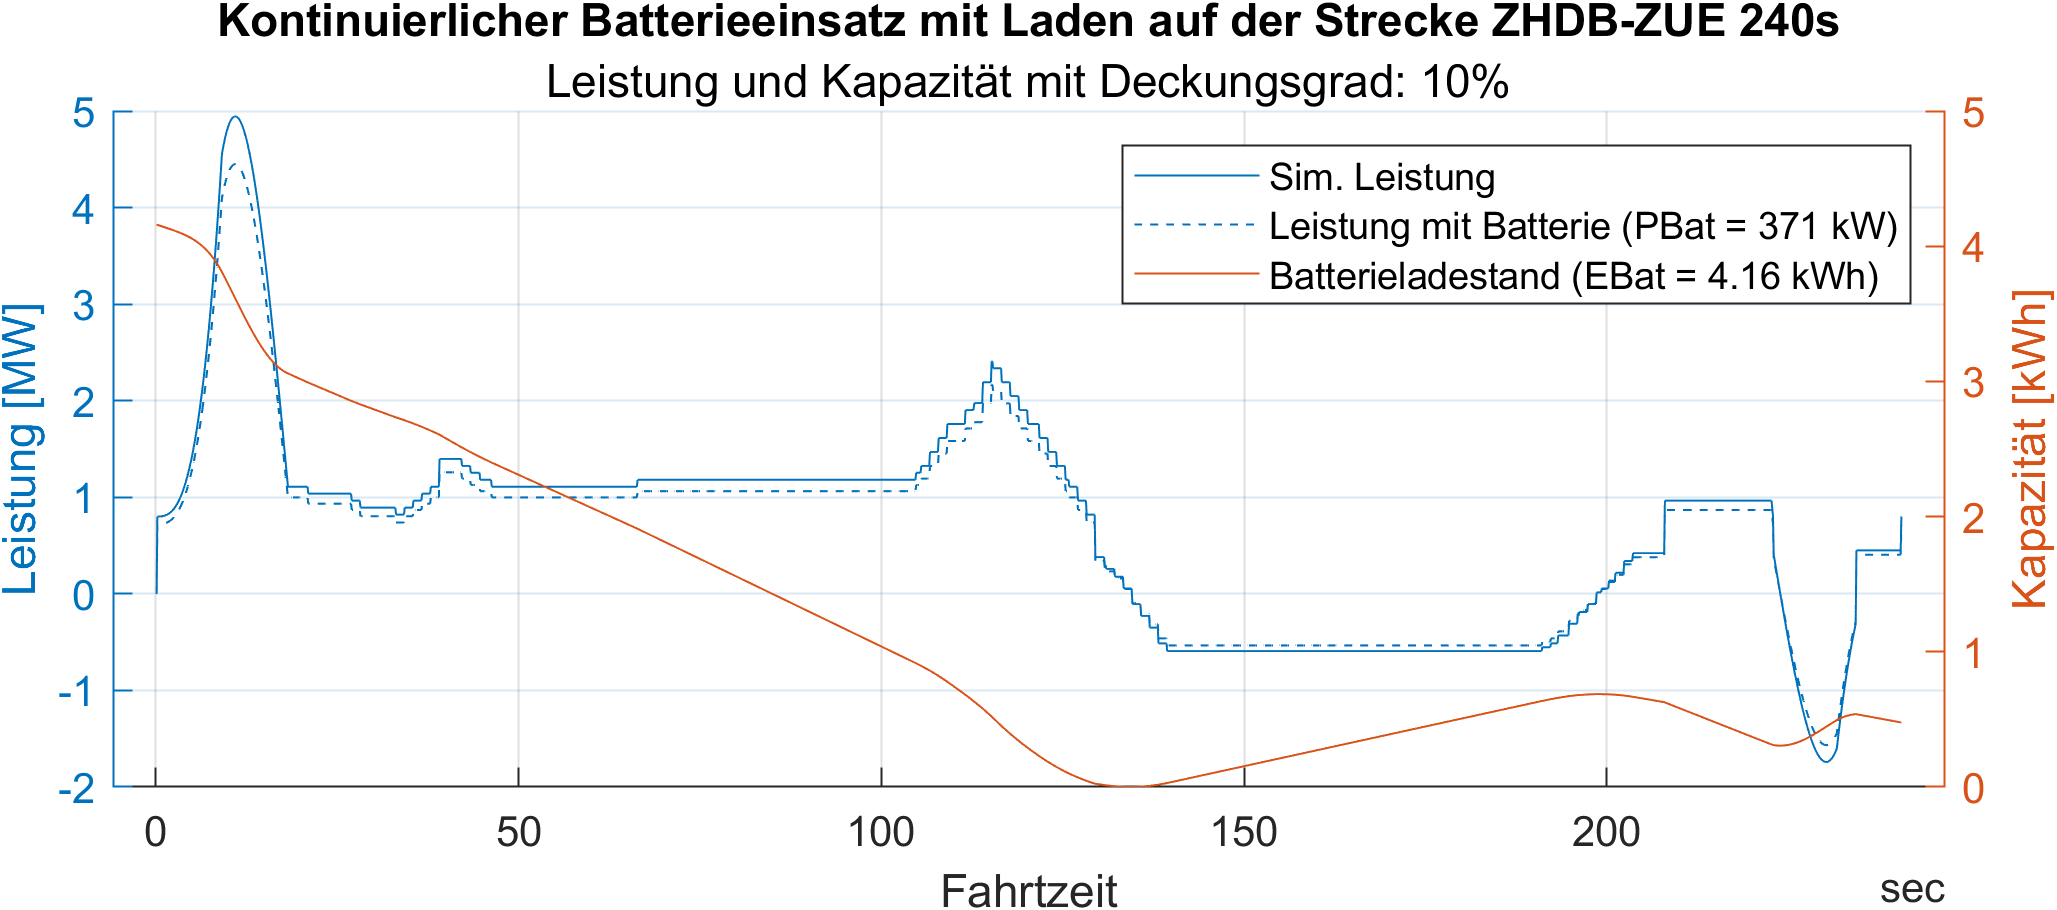 Kontinuierlicher Batterieeinsatz mit Laden auf der Strecke ZHDB-ZUE 240s
Leistung und Kapazität mit Deckungsgrad: 10%
Leistung [MW]
5
4
3
2
1
0
-1
-2
Sim. Leistung
Leistung mit Batterie (PBat = 371 kW)
Batterieladestand (EBat = 4.16 kWh)
5
4
3
2
1
0
Kapazität [kWh]
0 50 100 150 200
Fahrtzeit sec